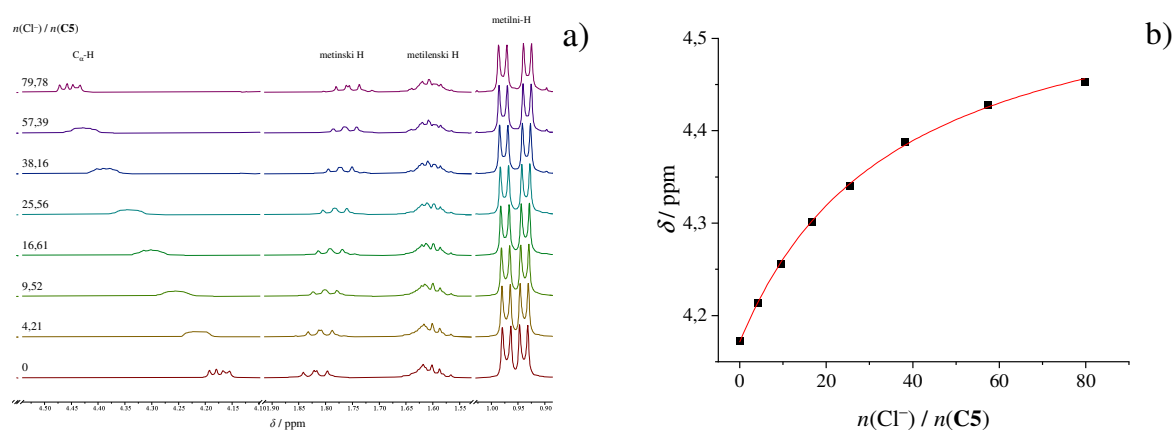 n(Cl⁻) / n(C5)
Cα-H
metinski H
metilenski H
metilni-H
a)
79,78
57,39
38,16
25,56
16,61
9,52
4,21
0
4.50 4.45 4.40 4.35 4.30 4.25 4.20 4.15 4.10 1.90 1.85 1.80 1.75 1.70 1.65 1.60 1.55 1.00 0.95 0.90
δ / ppm
b)
4,5
4,4
4,3
4,2
δ / ppm
0 20 40 60 80
n(Cl⁻) / n(C5)